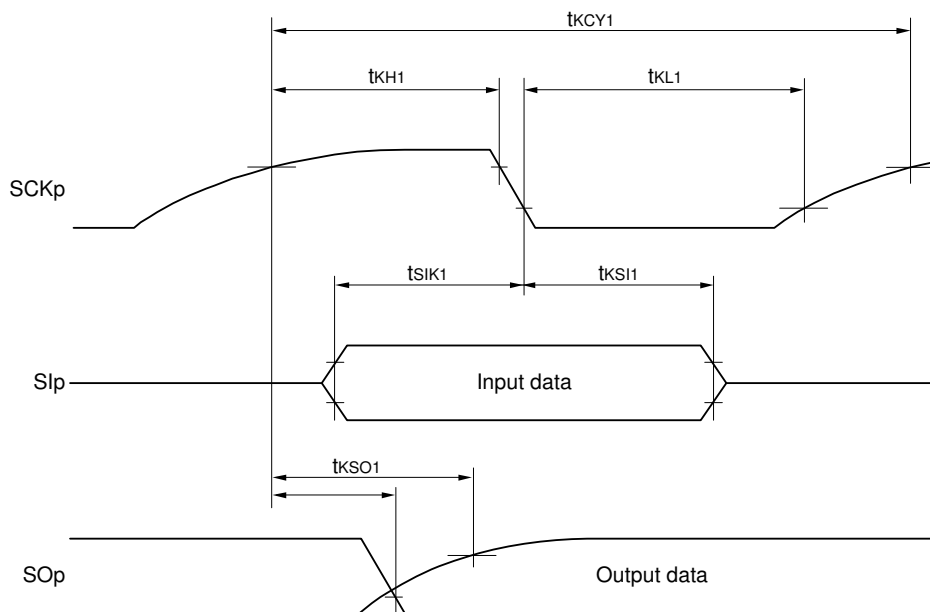 tKCY1
tKH1
tKL1
SCKp
tSIK1
tKSI1
SIp
Input data
tKSO1
SOp
Output data